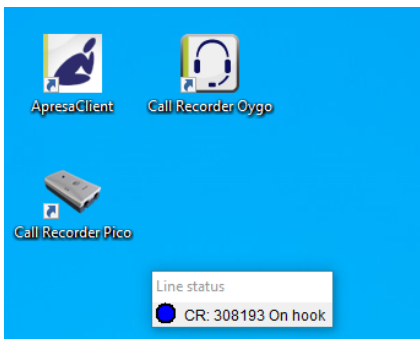 ApresaClient
Call Recorder Oygo
Call Recorder Pico
Line status
CR: 308193 On hook